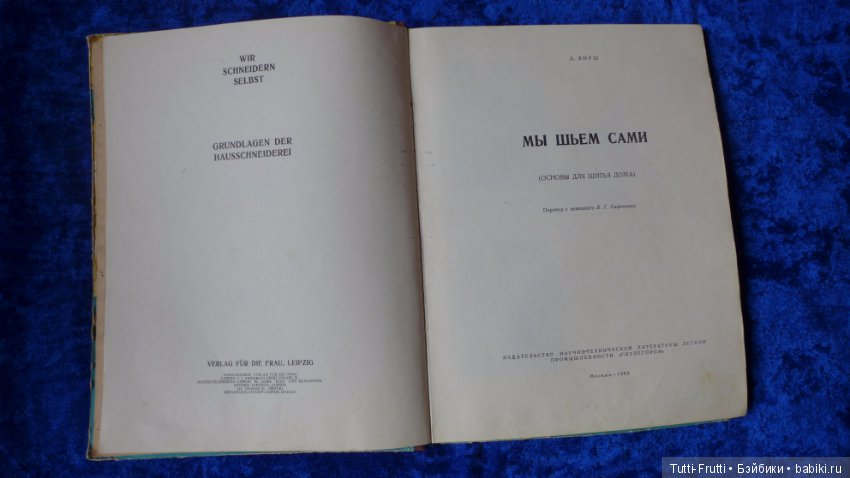 WIR
SCHNEIDERN
SELBST
GRUNDLAGEN DER
HAUSSCHNEIDEREI
VERLAG FÜR DIE FRAU, LEIPZIG
А. ЯНУШ
МЫ ШЬЕМ САМИ
(ОСНОВЫ ДЛЯ ШИТЬЯ ДОМА)
Перевод с немецкого В. Г.
ИЗДАТЕЛЬСТВО НАУЧНО-ТЕХНИЧЕСКОЙ ЛИТЕРАТУРЫ ЛЕГКОЙ
ПРОМЫШЛЕННОСТИ «ГИЗЛЕГПРОМ»
Москва—
Tutti-Frutti • Бэйбики • babiki.ru